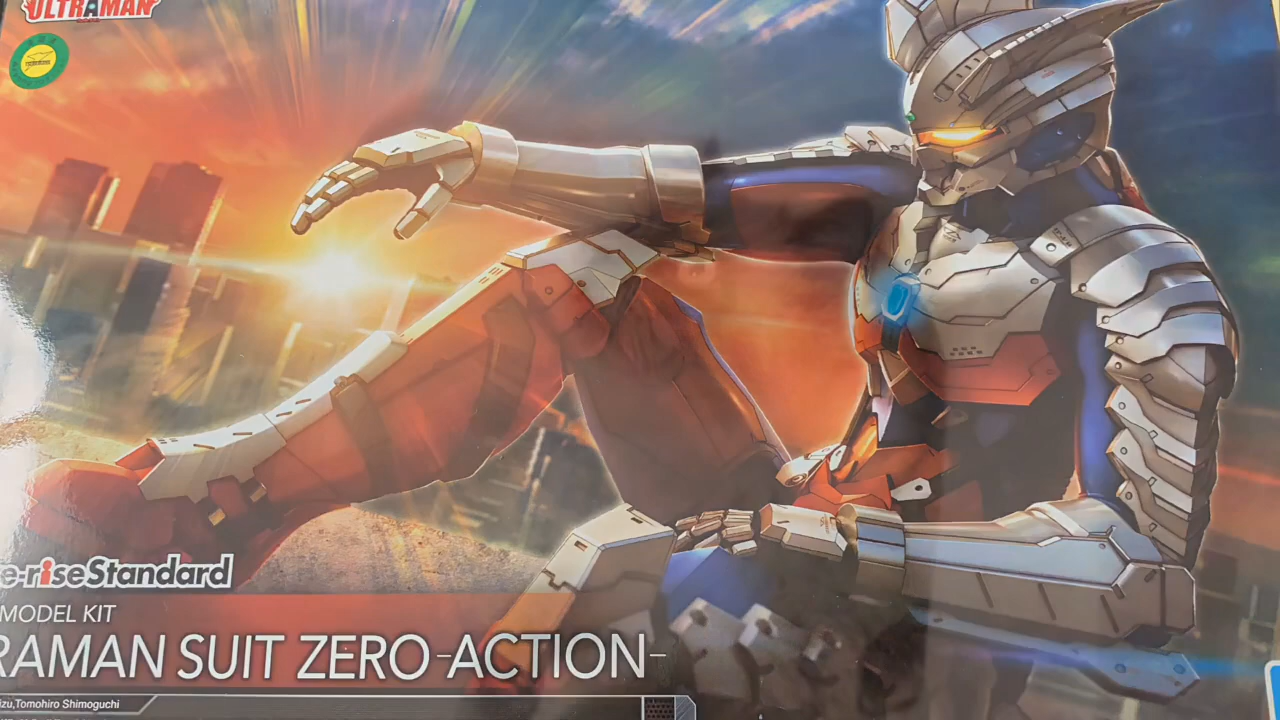 ULTRAMAN
e-riseStandard
MODEL KIT
RAMAN SUIT ZERO -ACTION-
izu,Tomohiro Shimoguchi